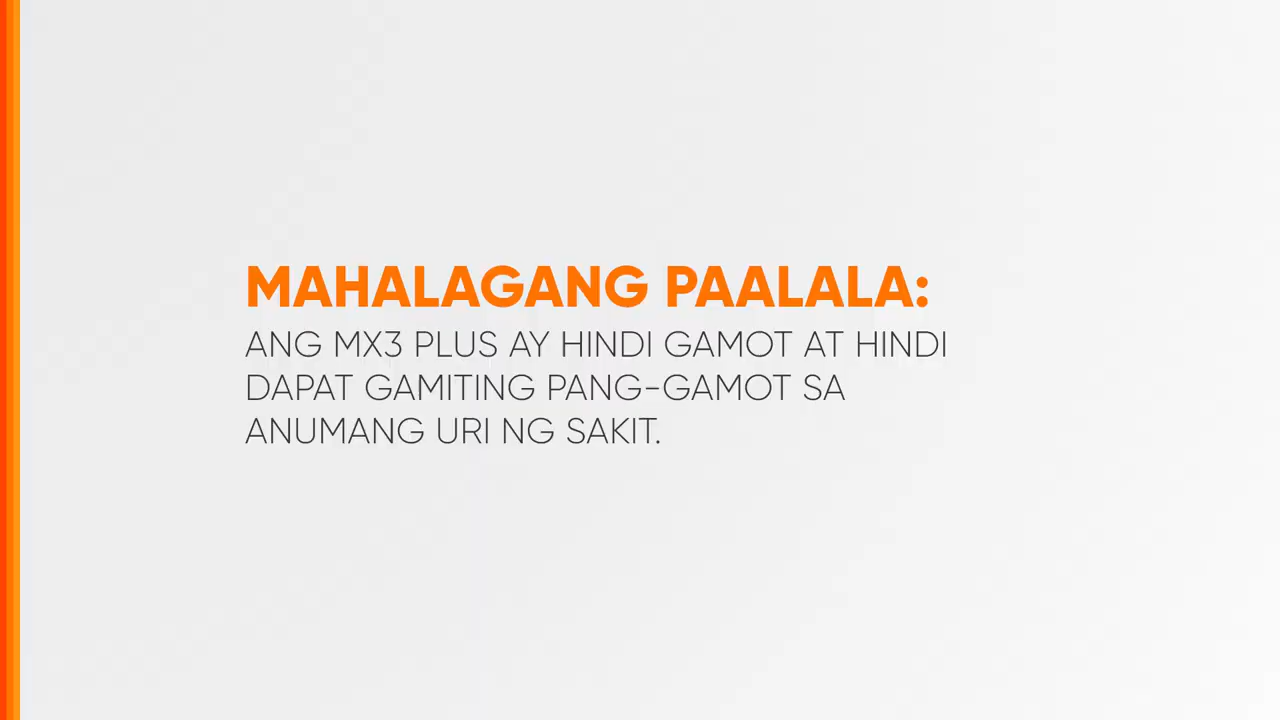 MAHALAGANG PAALALA:
ANG MX3 PLUS AY HINDI GAMOT AT HINDI
DAPAT GAMITING PANG-GAMOT SA
ANUMANG URI NG SAKIT.